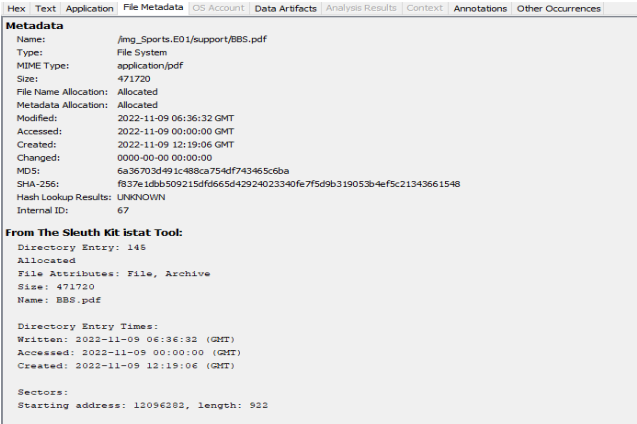 Hex Text Application File Metadata OS Account Data Artifacts Analysis Results Context Annotations Other Occurrences
Metadata
Name: /img_Sports.E01/support/BBS.pdf
Type: File System
MIME Type: application/pdf
Size: 471720
File Name Allocation: Allocated
Metadata Allocation: Allocated
Modified: 2022-11-09 06:36:32 GMT
Accessed: 2022-11-09 00:00:00 GMT
Created: 2022-11-09 12:19:06 GMT
Changed: 0000-00-00 00:00:00
MD5: 6a36703d491c488ca754df743465c6ba
SHA-256: f837e1dbb509215dfd665d42924023340fe7f5d9b319053b4ef5c21343661548
Hash Lookup Results: UNKNOWN
Internal ID: 67
From The Sleuth Kit istat Tool:
Directory Entry: 145
Allocated
File Attributes: File, Archive
Size: 471720
Name: BBS.pdf
Directory Entry Times:
Written: 2022-11-09 06:36:32 (GMT)
Accessed: 2022-11-09 00:00:00 (GMT)
Created: 2022-11-09 12:19:06 (GMT)
Sectors:
Starting address: 12096282, length: 922